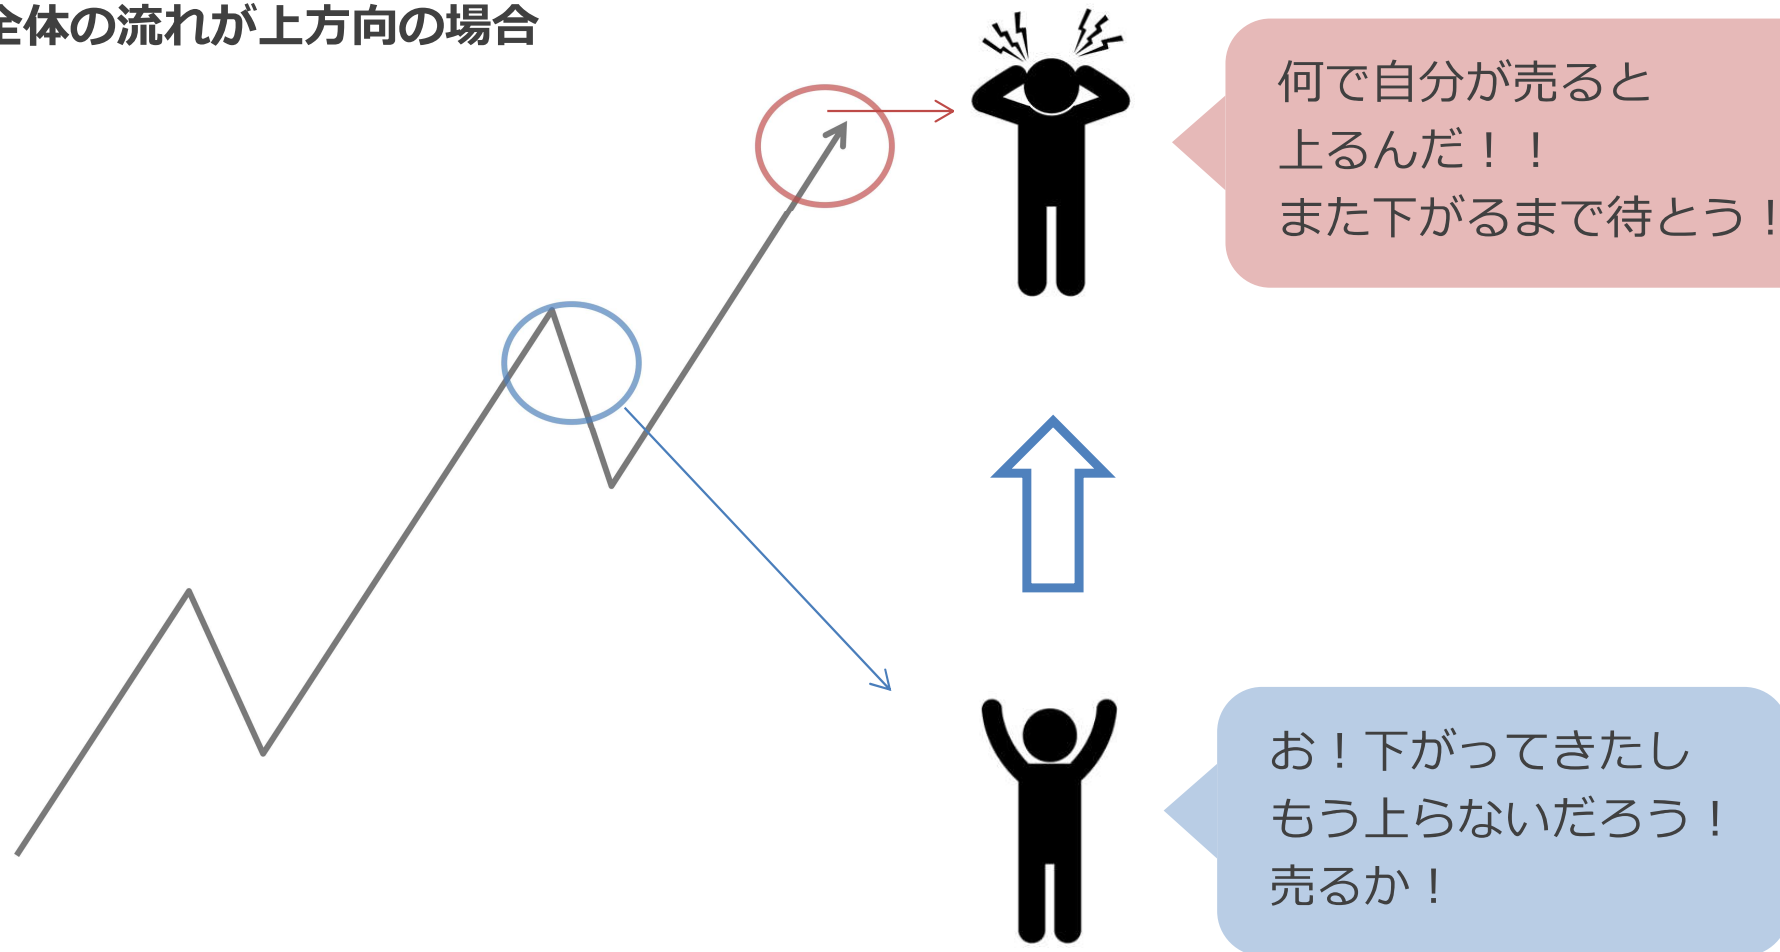 全体の流れが上方向の場合
何で自分が売ると
上るんだ！！
また下がるまで待とう！
お！下がってきたし
もう上らないだろう！
売るか！